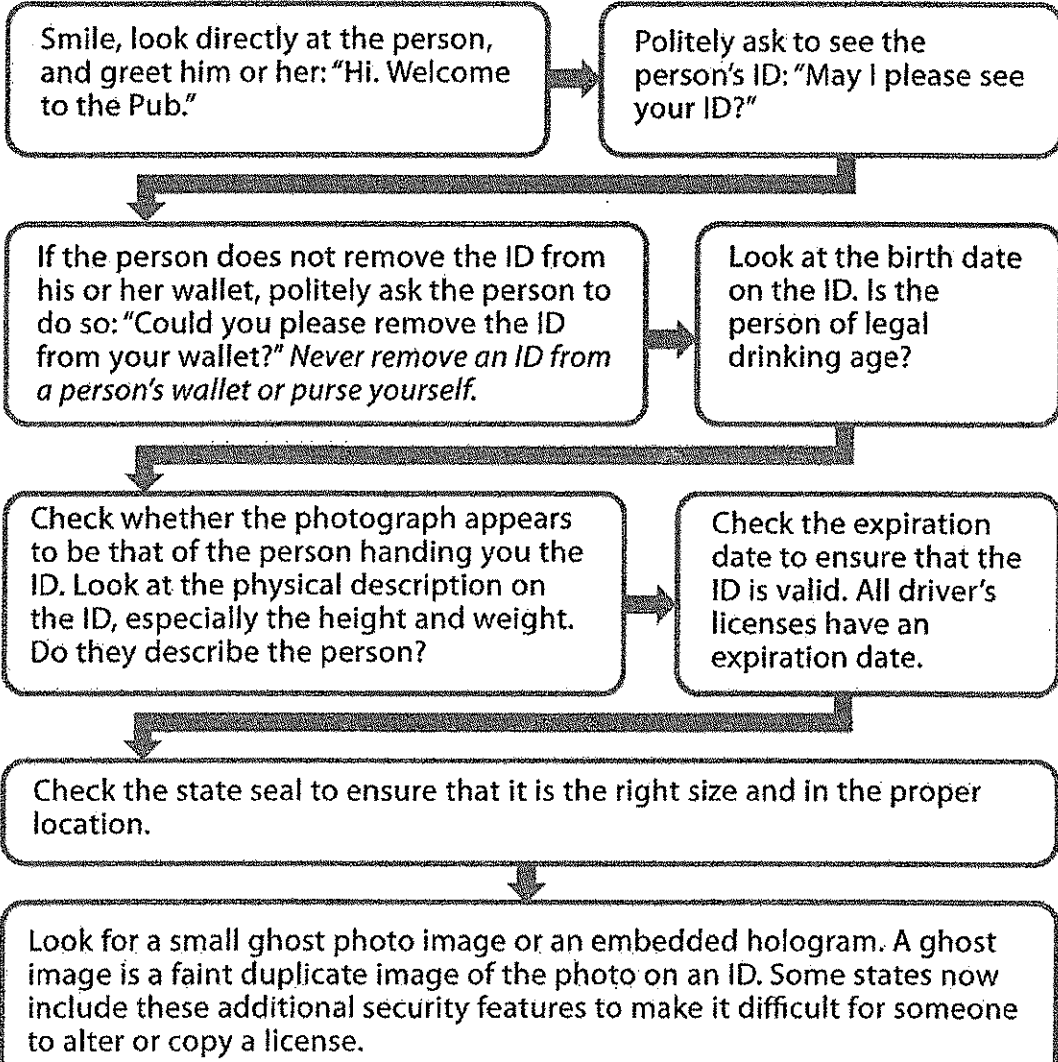 Smile, look directly at the person,
and greet him or her: "Hi. Welcome
to the Pub."
Politely ask to see the
person's ID: "May I please see
your ID?"
If the person does not remove the ID from
his or her wallet, politely ask the person to
do so: "Could you please remove the ID
from your wallet?" Never remove an ID from
a person's wallet or purse yourself.
Look at the birth date
on the ID. Is the
person of legal
drinking age?
Check whether the photograph appears
to be that of the person handing you the
ID. Look at the physical description on
the ID, especially the height and weight.
Do they describe the person?
Check the expiration
date to ensure that the
ID is valid. All driver's
licenses have an
expiration date.
Check the state seal to ensure that it is the right size and in the proper
location.
Look for a small ghost photo image or an embedded hologram. A ghost
image is a faint duplicate image of the photo on an ID. Some states now
include these additional security features to make it difficult for someone
to alter or copy a license.